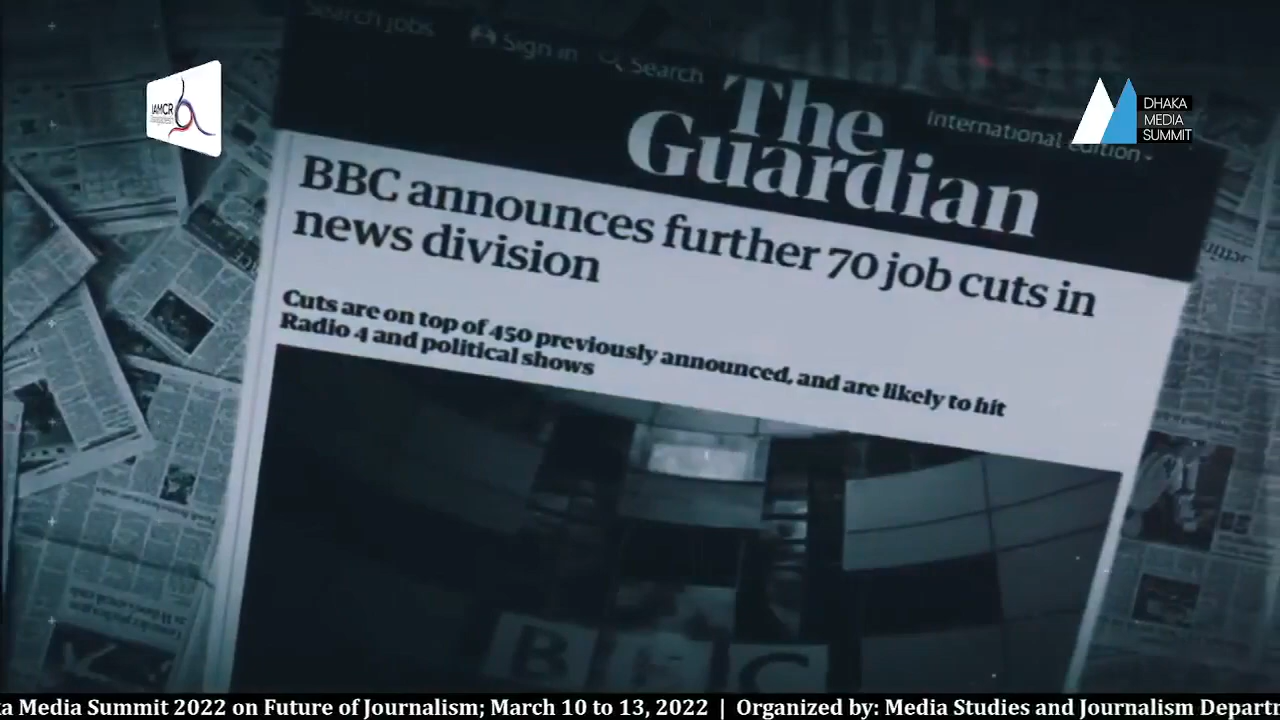 Search jobs
Sign in
Search
International edition
The
Guardian
IAMCR
DHAKA
MEDIA
SUMMIT
BBC announces further 70 job cuts in
news division
Cuts are on top of 450 previously announced, and are likely to hit
Radio 4 and political shows
BBC
a Media Summit 2022 on Future of Journalism; March 10 to 13, 2022 | Organized by: Media Studies and Journalism Departm